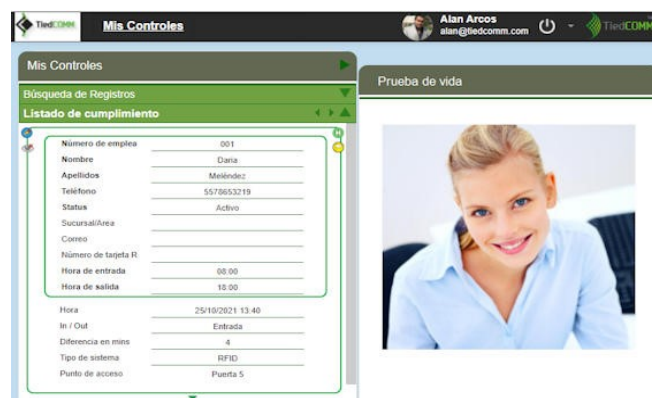 TiedCOMM
Mis Controles
Alan Arcos
alan@tiedcomm.com
TiedCOMM
Mis Controles
Búsqueda de Registros
Listado de cumplimiento
Número de emplea 001
Nombre Daria
Apellidos Meléndez
Teléfono 5578653219
Status Activo
Sucursal/Area
Correo
Número de tarjeta R
Hora de entrada 08:00
Hora de salida 18:00
Hora 25/10/2021 13:40
In / Out Entrada
Diferencia en mins 4
Tipo de sistema RFID
Punto de acceso Puerta 5
Prueba de vida